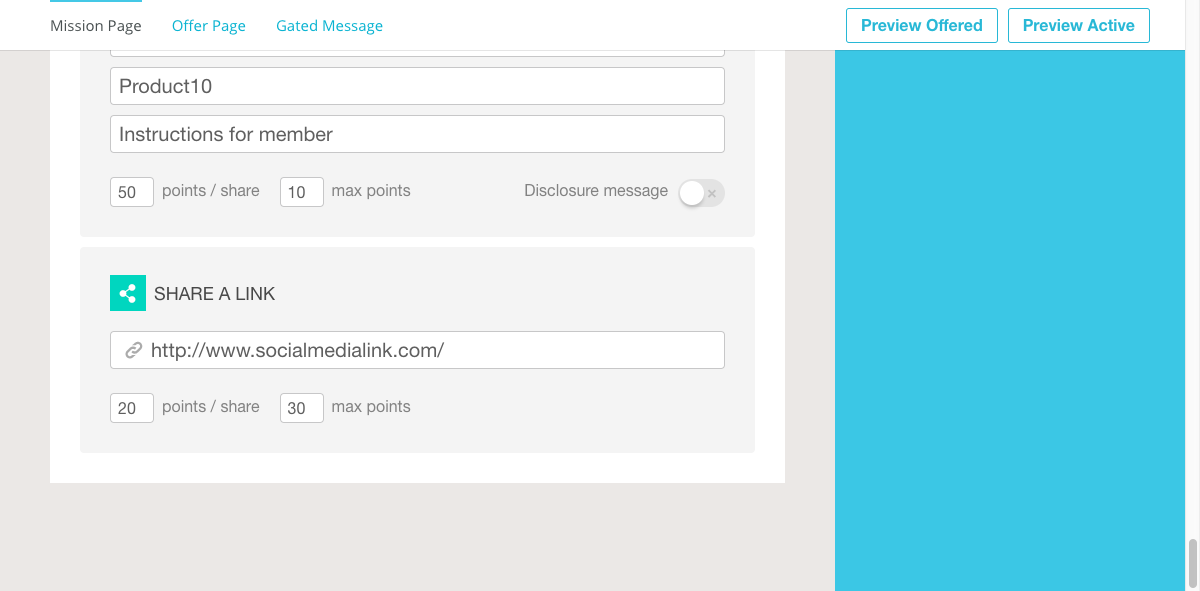 Mission Page Offer Page Gated Message Preview Offered Preview Active
Product10
Instructions for member
50 points / share 10 max points Disclosure message
SHARE A LINK
http://www.socialmedialink.com/
20 points / share 30 max points